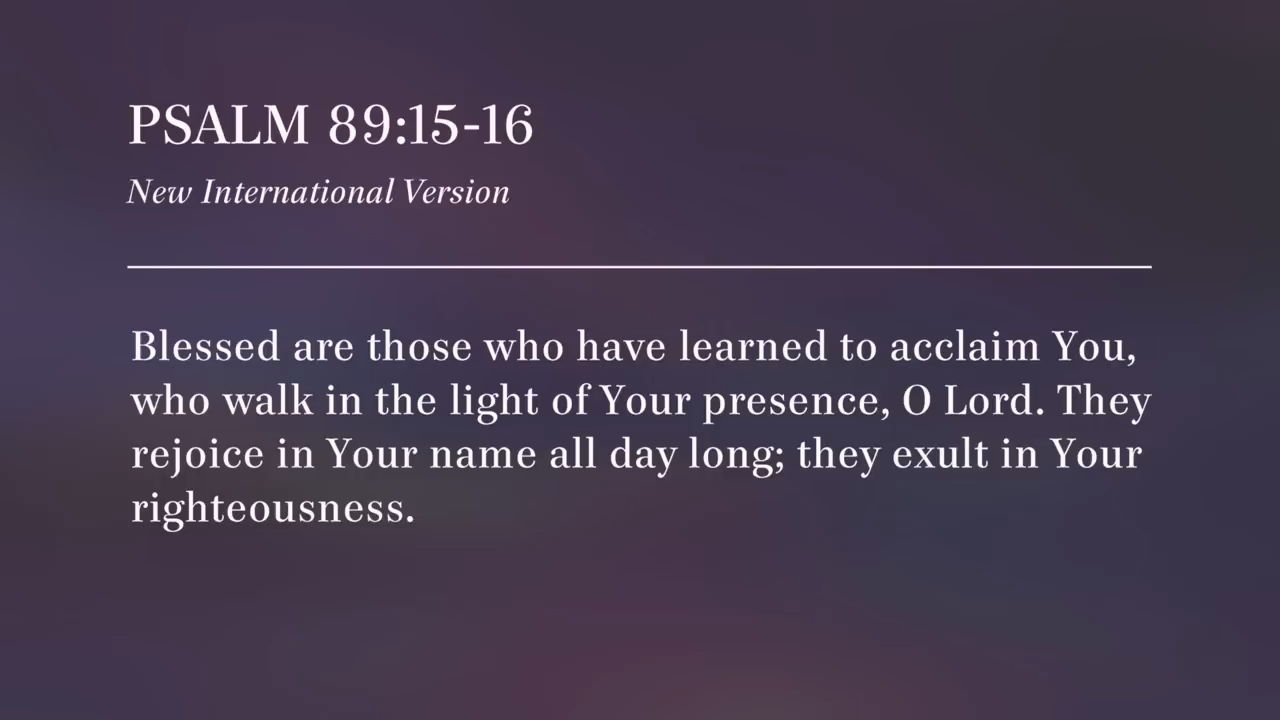 PSALM 89:15-16
New International Version
Blessed are those who have learned to acclaim You,
who walk in the light of Your presence, O Lord. They
rejoice in Your name all day long; they exult in Your
righteousness.